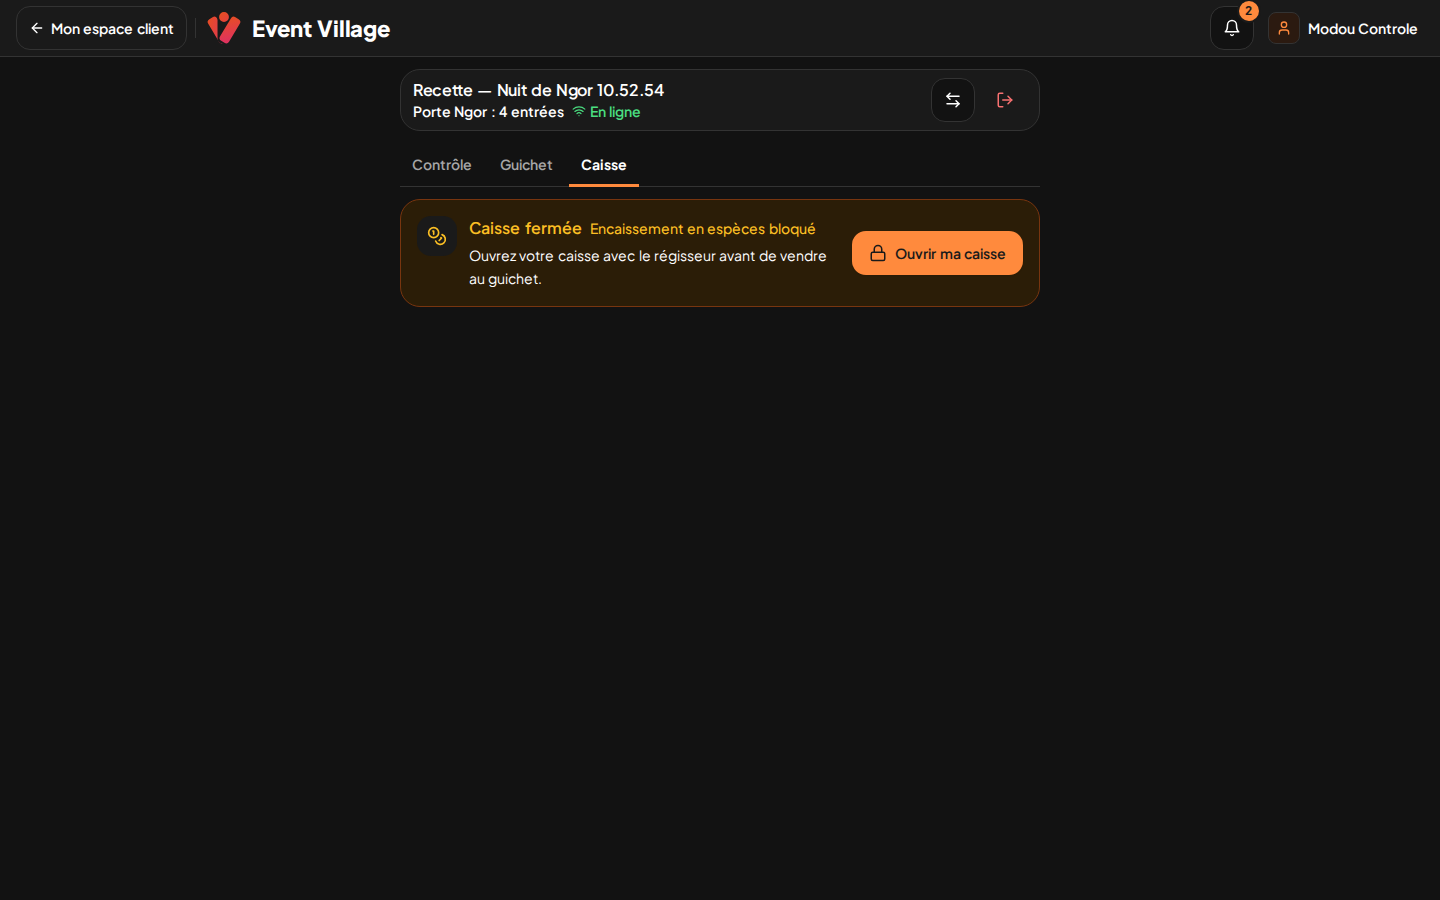 Mon espace client
Event Village
2
Modou Controle
Recette — Nuit de Ngor 10.52.54
Porte Ngor : 4 entrées En ligne
Contrôle Guichet Caisse
Caisse fermée Encaissement en espèces bloqué
Ouvrez votre caisse avec le régisseur avant de vendre
au guichet.
Ouvrir ma caisse